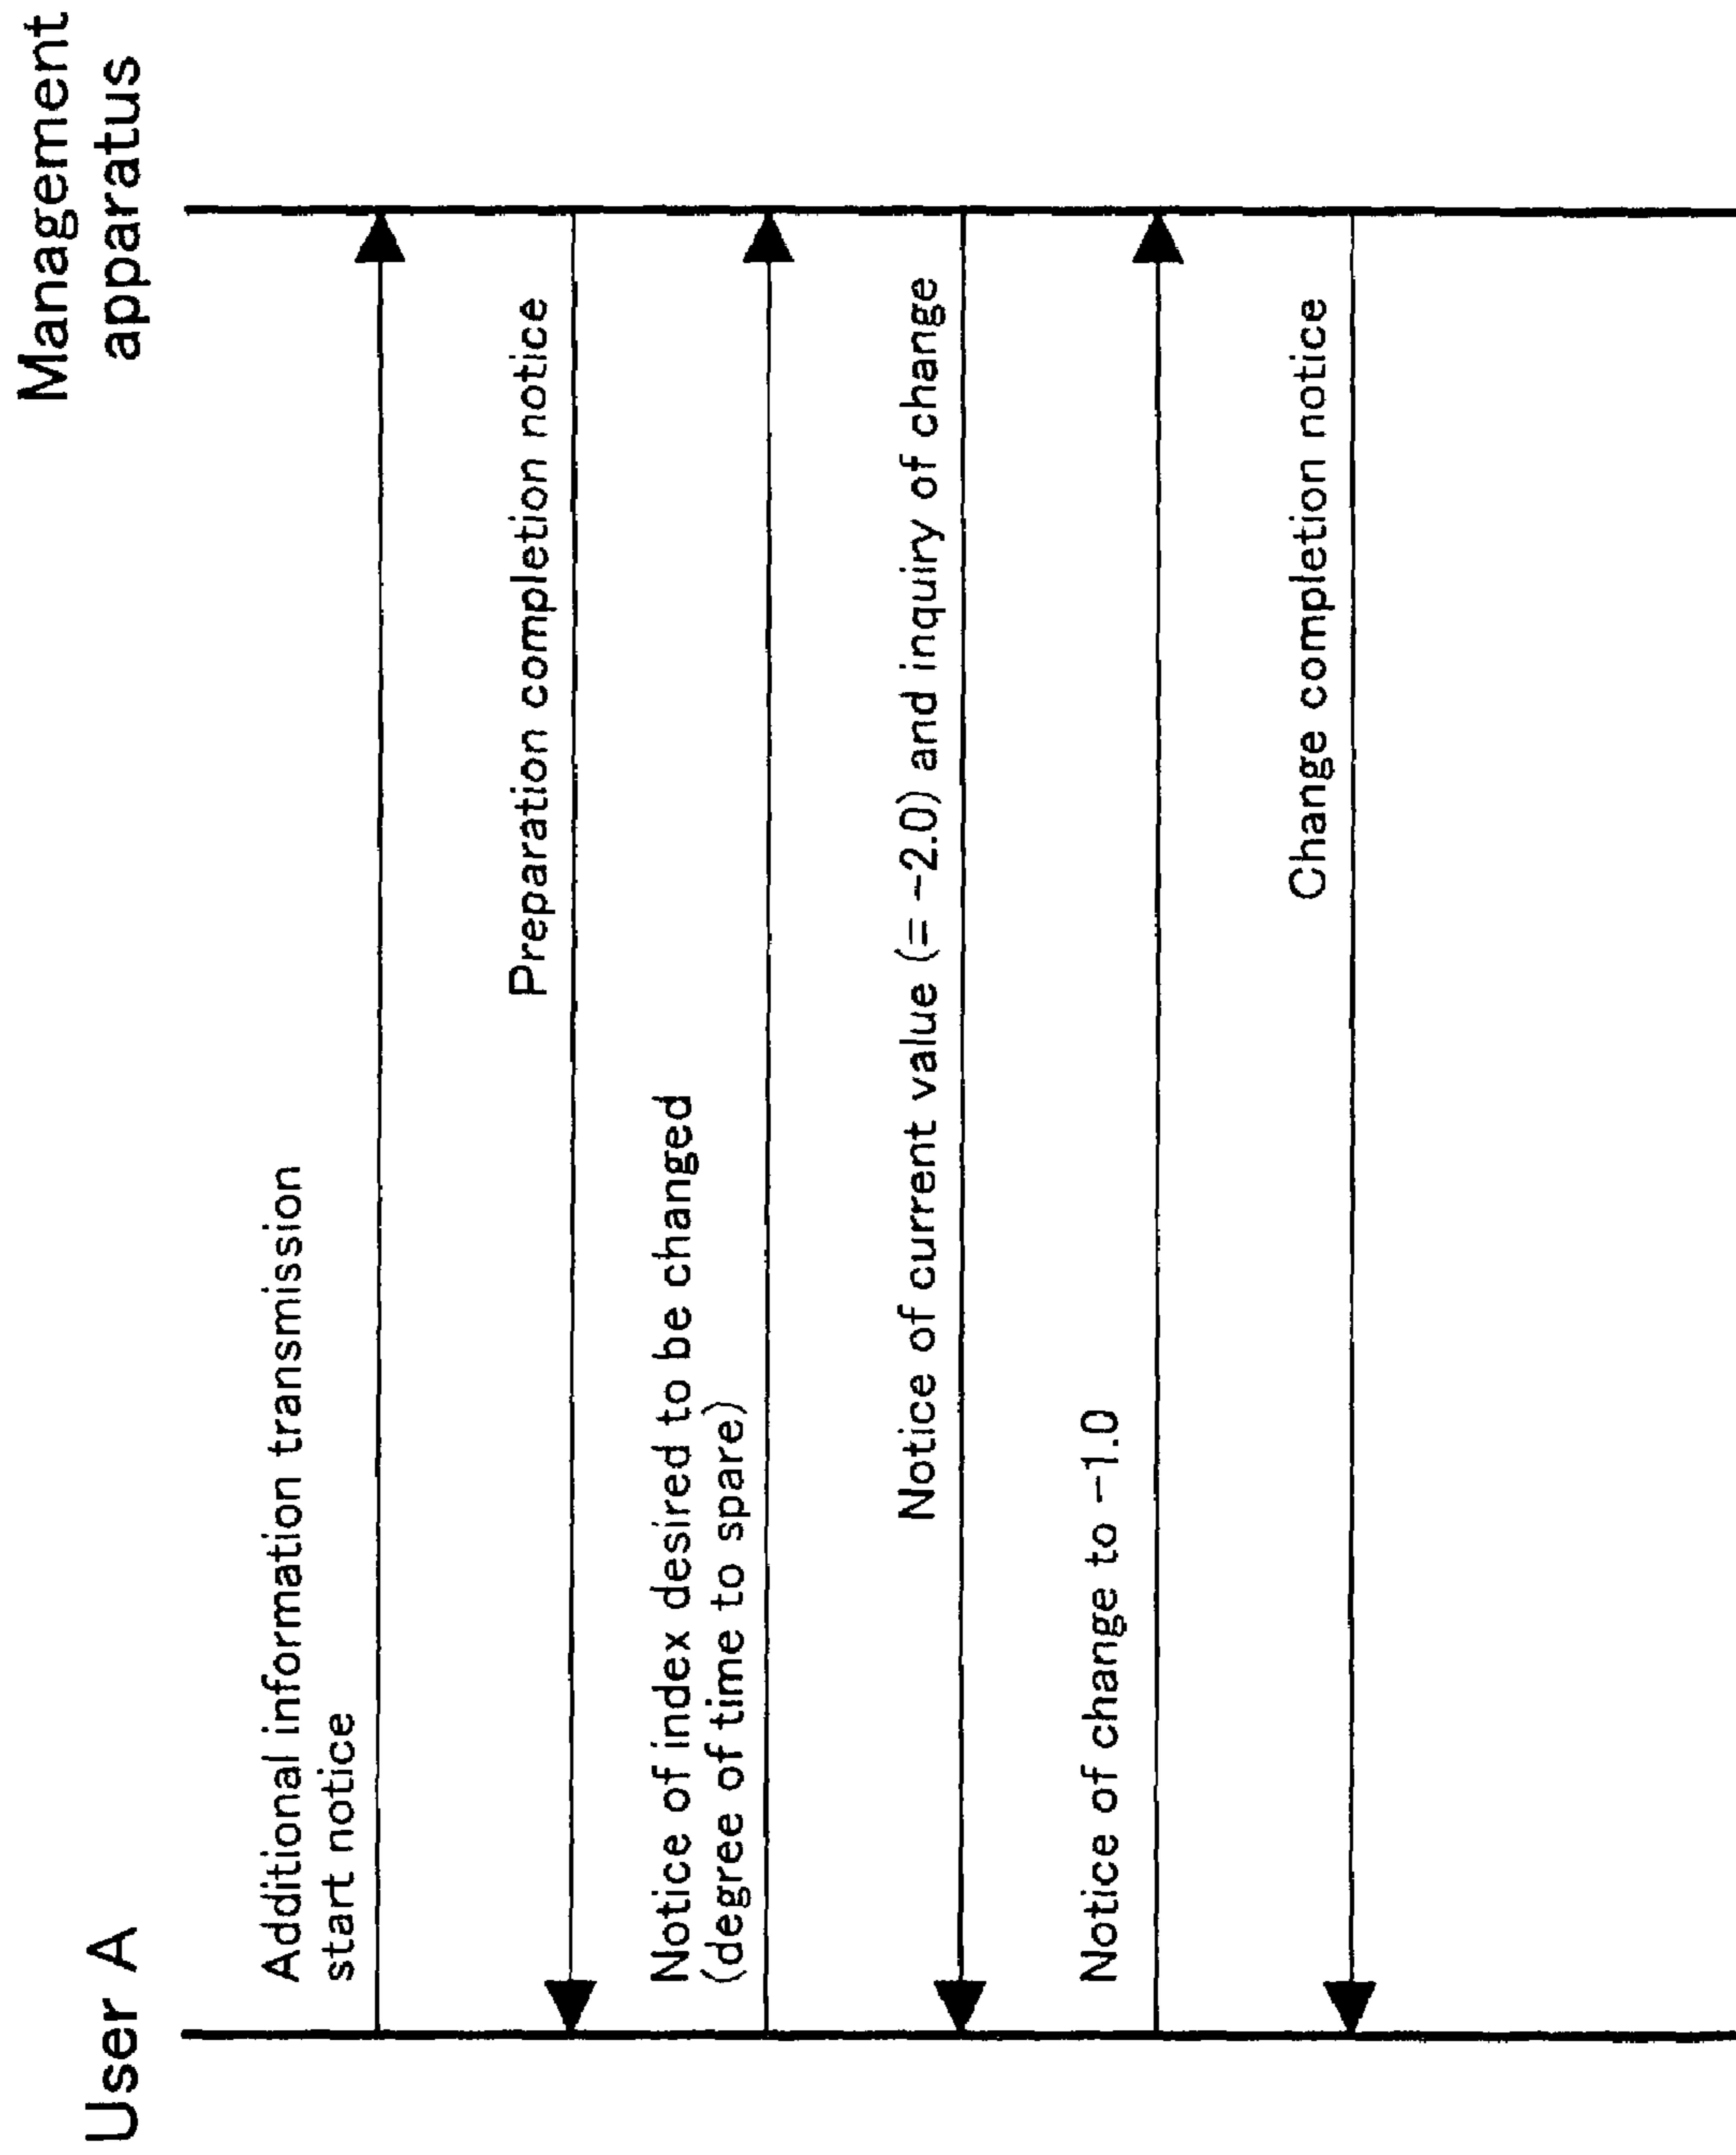 User A
Management
apparatus
Additional information transmission
start notice
Preparation completion notice
Notice of index desired to be changed
(degree of time to spare)
Notice of current value (= −2.0) and inquiry of change
Notice of change to −1.0
Change completion notice